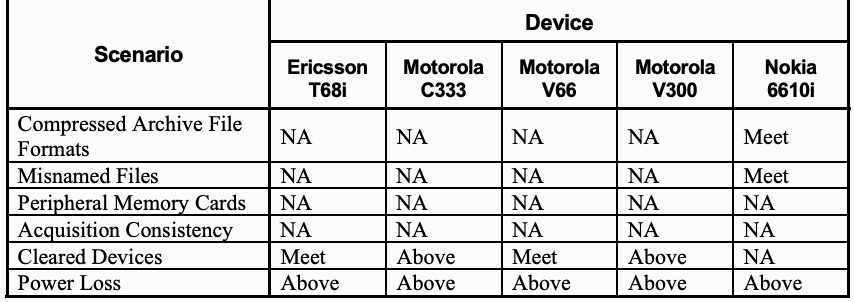 Scenario Device
Ericsson T68i Motorola C333 Motorola V66 Motorola V300 Nokia 6610i
Compressed Archive File Formats NA NA NA NA Meet
Misnamed Files NA NA NA NA Meet
Peripheral Memory Cards NA NA NA NA NA
Acquisition Consistency NA NA NA NA NA
Cleared Devices Meet Above Meet Above NA
Power Loss Above Above Above Above Above